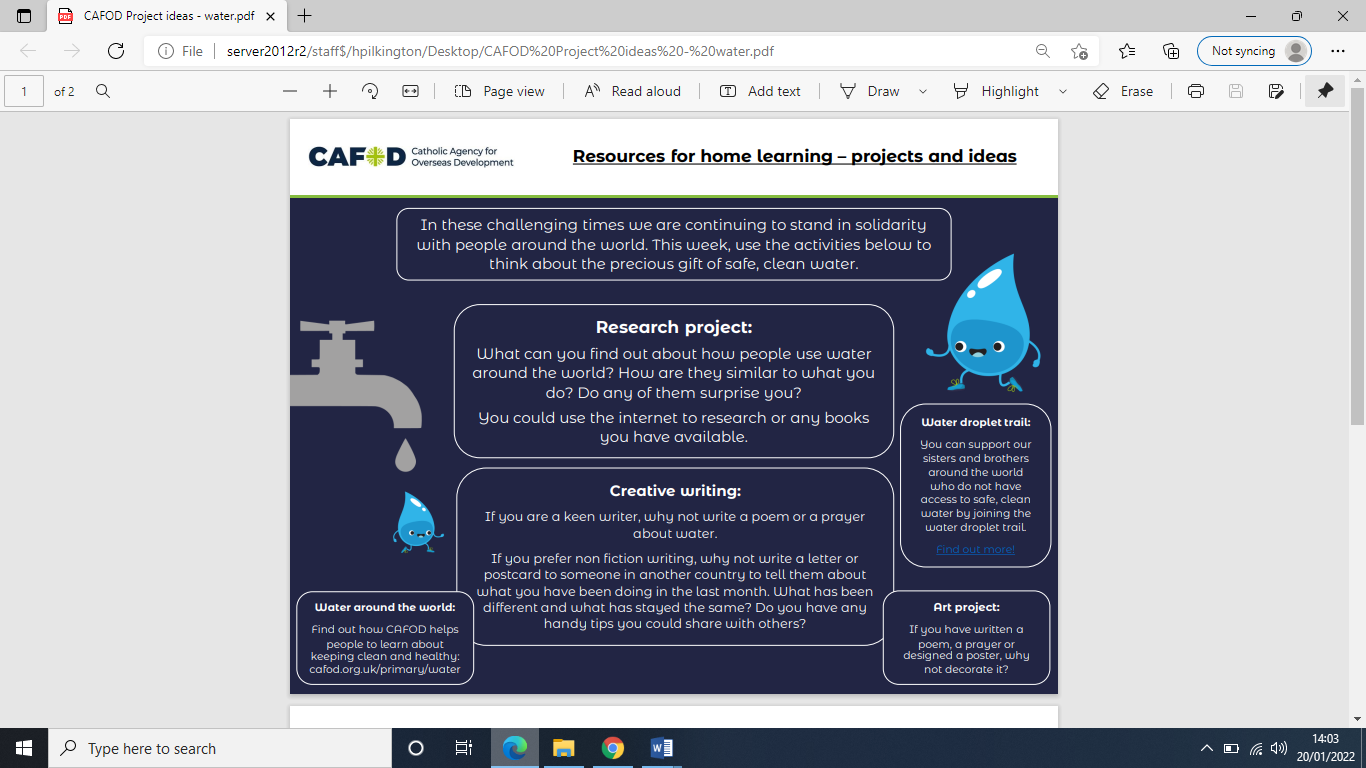 CAFOD Project ideas - water.pdf
File
server2012r2/staff$/hpilkington/Desktop/CAFOD%20Project%20ideas%20-%20water.pdf
Not syncing
1
of 2
Page view
Read aloud
Add text
Draw
Highlight
Erase
CAFOD
Catholic Agency for
Overseas Development
Resources for home learning – projects and ideas
In these challenging times we are continuing to stand in solidarity
with people around the world. This week, use the activities below to
think about the precious gift of safe, clean water.
Research project:
What can you find out about how people use water
around the world? How are they similar to what you
do? Do any of them surprise you?
You could use the internet to research or any books
you have available.
Water droplet trail:
You can support our
sisters and brothers
around the world
who do not have
access to safe, clean
water by joining the
water droplet trail.
Find out more!
Creative writing:
If you are a keen writer, why not write a poem or a prayer
about water.
If you prefer non fiction writing, why not write a letter or
postcard to someone in another country to tell them about
what you have been doing in the last month. What has been
different and what has stayed the same? Do you have any
handy tips you could share with others?
Water around the world:
Find out how CAFOD helps
people to learn about
keeping clean and healthy:
cafod.org.uk/primary/water
Art project:
If you have written a
poem, a prayer or
designed a poster, why
not decorate it?
Type here to search
14:03
20/01/2022